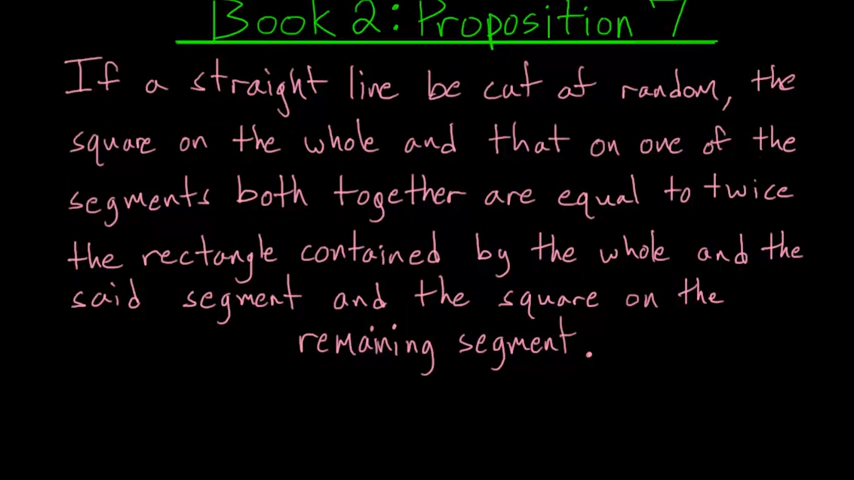 Book 2: Proposition 7
If a straight line be cut at random, the
square on the whole and that on one of the
segments both together are equal to twice
the rectangle contained by the whole and the
said segment and the square on the
remaining segment.